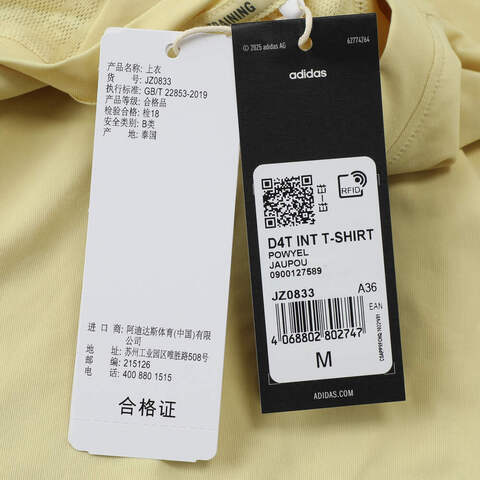 TRAINING
产品名称: 上衣
货 号: JZ0833
执行标准: GB/T 22853-2019
产品等级: 合格品
检验合格: 检18
安全类别: B类
产 地: 泰国
进 口 商: 阿迪达斯体育(中国)有限
公司
地 址: 苏州工业园区唯胜路508号
邮 编: 215126
电 话: 400 880 1515
合格证
© 2025 adidas AG
62774264
adidas
RFID
D4T INT T-SHIRT
POWYEL
JAUPOU
0900127589
JZ0833 A36
EAN
4 068802 802747
M
ADIDAS.COM